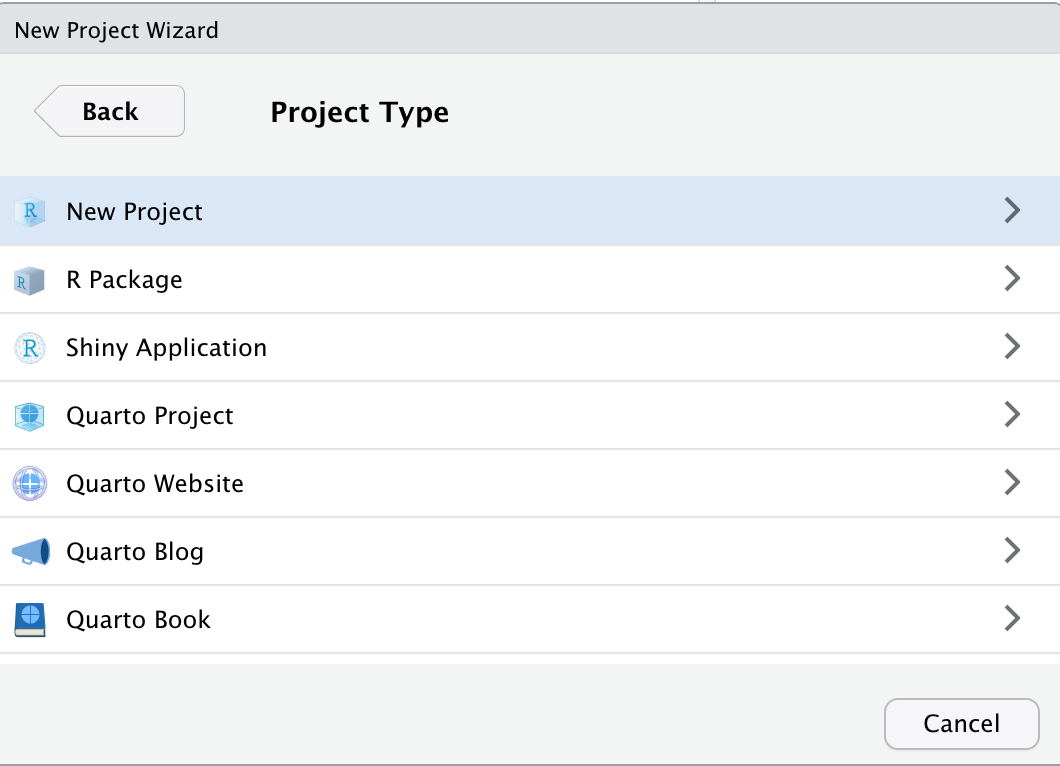 New Project Wizard
Back
Project Type
R New Project
R R Package
R Shiny Application
Quarto Project
Quarto Website
Quarto Blog
Quarto Book
Cancel